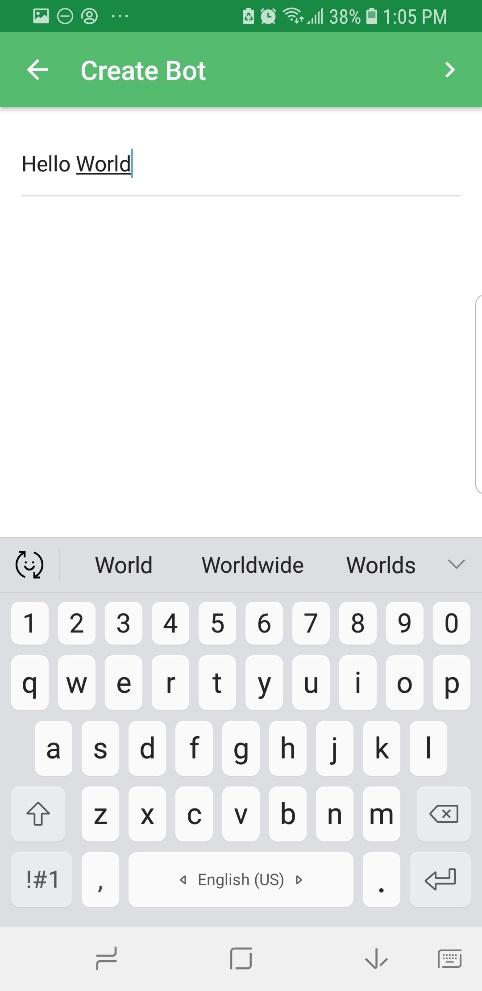 38% 1:05 PM
Create Bot
Hello World
World Worldwide Worlds
1 2 3 4 5 6 7 8 9 0
q w e r t y u i o p
a s d f g h j k l
z x c v b n m
!#1 , English (US) .